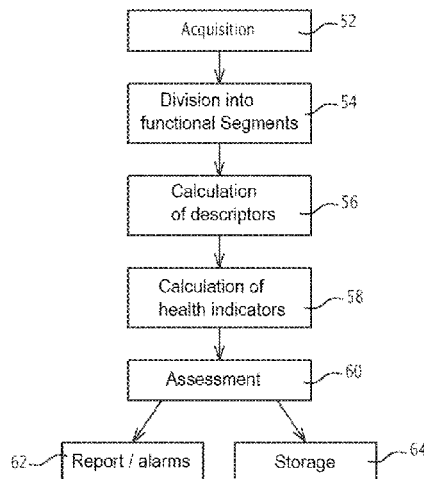 Acquisition
52
Division into
functional Segments
54
Calculation
of descriptors
56
Calculation of
health indicators
58
Assessment
60
62
Report / alarms
Storage
64